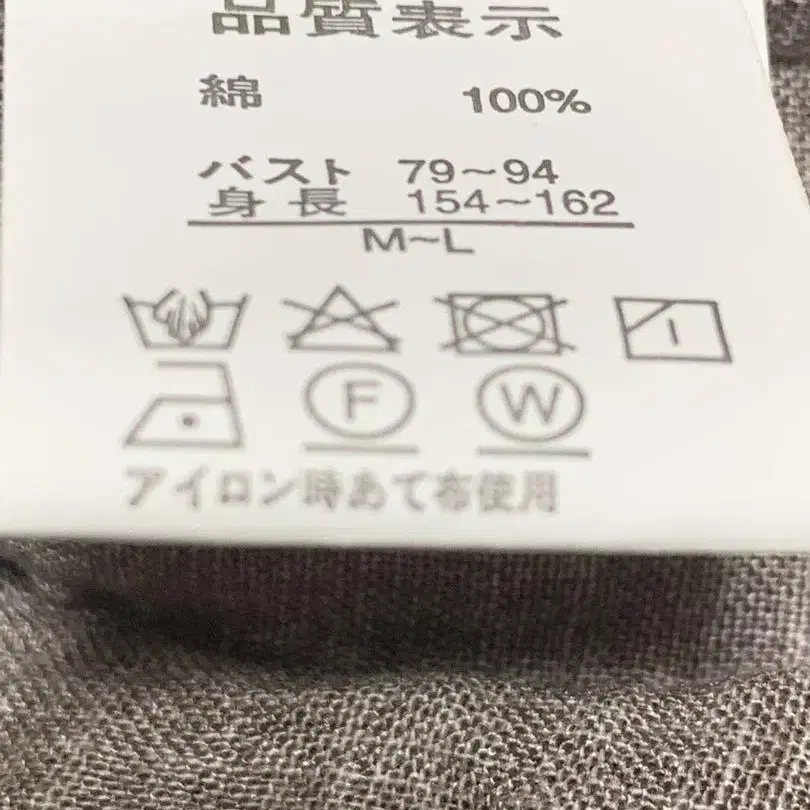 品質表示
綿 100%
バスト 79〜94
身長 154〜162
M〜L
F W
アイロン時あて布使用